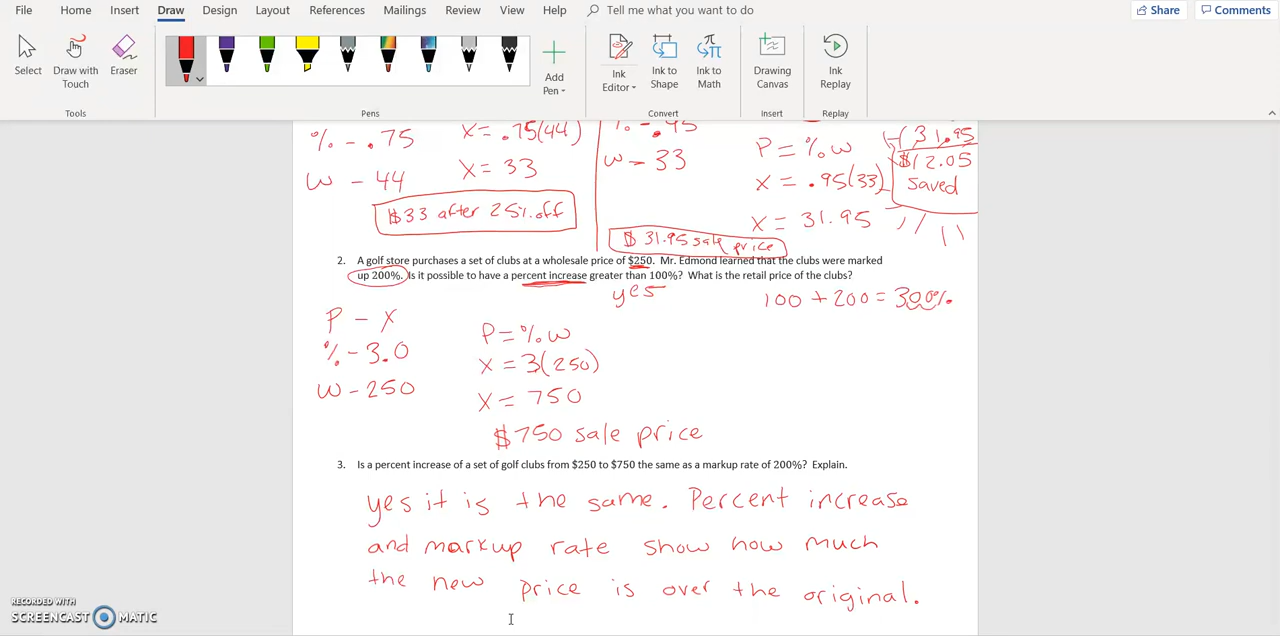 File Home Insert Draw Design Layout References Mailings Review View Help Tell me what you want to do Share Comments
Select Draw with Touch Eraser Add Pen Ink Editor Ink to Shape Ink to Math Drawing Canvas Ink Replay
Tools Pens Convert Insert Replay
% - .75
W - 44
X = .75(44)
X = 33
$33 after 25% off
% - .95
W - 33
P = % W
X = .95(33)
X = 31.95
$31.95 sale price
(-) 31.95
$12.05
Saved
2. A golf store purchases a set of clubs at a wholesale price of $250. Mr. Edmond learned that the clubs were marked
up 200%. Is it possible to have a percent increase greater than 100%? What is the retail price of the clubs?
yes
100 + 200 = 300%
P - X
% - 3.0
W - 250
P = % W
X = 3(250)
X = 750
$750 sale price
3. Is a percent increase of a set of golf clubs from $250 to $750 the same as a markup rate of 200%? Explain.
yes it is the same. Percent increase
and markup rate show how much
the new price is over the original.
RECORDED WITH
SCREENCAST MATIC